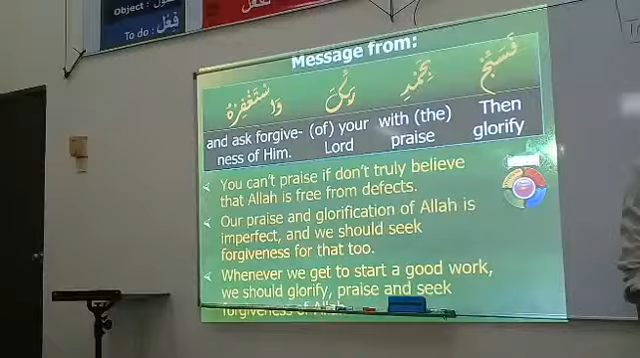 Object :
فِعْل
To do :
Message from:
فَسَبِّحْ بِحَمْدِ رَبِّكَ وَاسْتَغْفِرْهُ
Then glorify
with (the) praise
(of) your Lord
and ask forgive-
ness of Him.
You can't praise if don't truly believe
that Allah is free from defects.
Our praise and glorification of Allah is
imperfect, and we should seek
forgiveness for that too.
Whenever we get to start a good work,
we should glorify, praise and seek
forgiveness of Allah